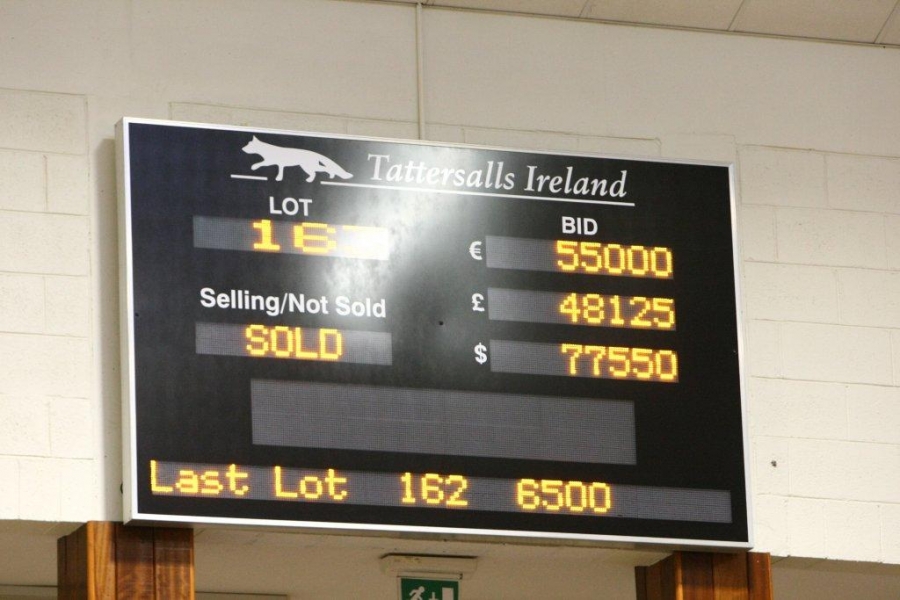 Tattersalls Ireland
LOT
BID
€ 55000
£ 48125
Selling/Not Sold
SOLD
$ 77550
Last Lot 162 6500